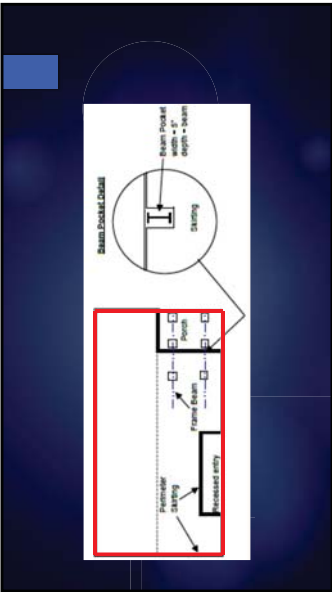 Beam Pocket Detail
Beam Pocket
width = 5"
depth = beam
Skirting
Porch
Frame Beam
Perimeter
Skirting
Recessed entry